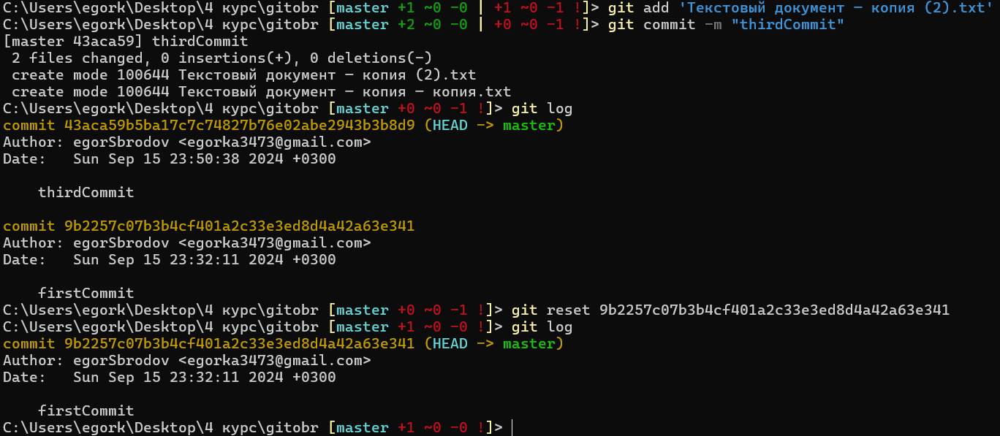 C:\Users\egork\Desktop\4 курс\gitobr [master +1 ~0 -0 | +1 ~0 -1 !]> git add 'Текстовый документ — копия (2).txt'
C:\Users\egork\Desktop\4 курс\gitobr [master +2 ~0 -0 | +0 ~0 -1 !]> git commit -m "thirdCommit"
[master 43aca59] thirdCommit
 2 files changed, 0 insertions(+), 0 deletions(-)
 create mode 100644 Текстовый документ — копия (2).txt
 create mode 100644 Текстовый документ — копия — копия.txt
C:\Users\egork\Desktop\4 курс\gitobr [master +0 ~0 -1 !]> git log
commit 43aca59b5ba17c7c74827b76e02abe2943b3b8d9 (HEAD -> master)
Author: egorSbrodov <egorka3473@gmail.com>
Date:   Sun Sep 15 23:50:38 2024 +0300

    thirdCommit

commit 9b2257c07b3b4cf401a2c33e3ed8d4a42a63e341
Author: egorSbrodov <egorka3473@gmail.com>
Date:   Sun Sep 15 23:32:11 2024 +0300

    firstCommit
C:\Users\egork\Desktop\4 курс\gitobr [master +0 ~0 -1 !]> git reset 9b2257c07b3b4cf401a2c33e3ed8d4a42a63e341
C:\Users\egork\Desktop\4 курс\gitobr [master +1 ~0 -0 !]> git log
commit 9b2257c07b3b4cf401a2c33e3ed8d4a42a63e341 (HEAD -> master)
Author: egorSbrodov <egorka3473@gmail.com>
Date:   Sun Sep 15 23:32:11 2024 +0300

    firstCommit
C:\Users\egork\Desktop\4 курс\gitobr [master +1 ~0 -0 !]>